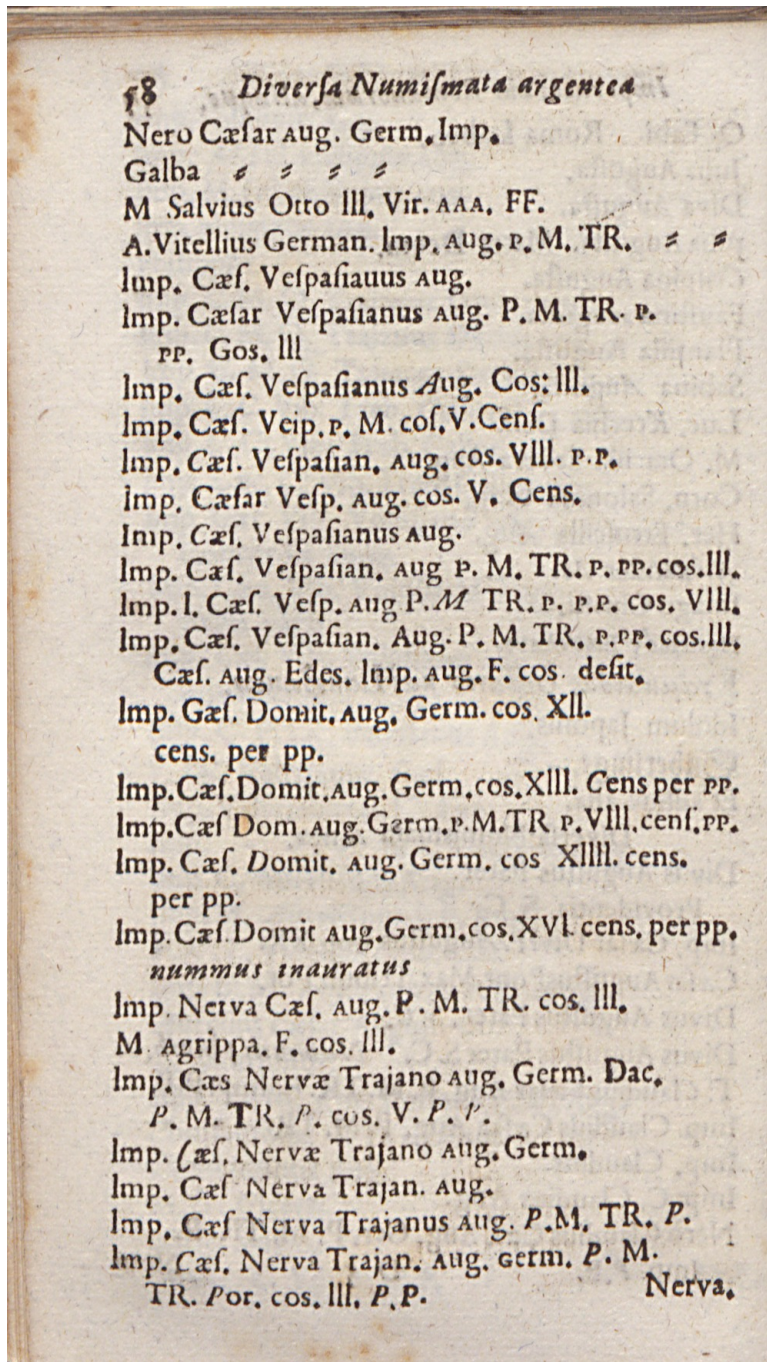 58 Diverſa Numiſmata argentea
Nero Cæſar Aug. Germ. Imp.
Galba ⸗ ⸗ ⸗ ⸗
M Salvius Otto III. Vir. AAA. FF.
A. Vitellius German. Imp. Aug. P. M. TR. ⸗ ⸗
Imp. Cæſ. Veſpaſiauus Aug.
Imp. Cæſar Veſpaſianus Aug. P. M. TR. P.
PP. Gos. III
Imp. Cæſ. Veſpaſianus Aug. Cos: III.
Imp. Cæſ. Veip. P. M. coſ. V. Cenſ.
Imp. Cæſ. Veſpaſian. Aug. cos. VIII. P.P.
Imp. Cæſar Veſp. Aug. cos. V. Cens.
Imp. Cæſ. Veſpaſianus Aug.
Imp. Cæſ. Veſpaſian. Aug P. M. TR. P. PP. cos. III.
Imp. I. Cæſ. Veſp. Aug P. M TR. P. P.P. cos. VIII.
Imp. Cæſ. Veſpaſian. Aug. P. M. TR. P. PP. cos. III.
Cæſ. Aug. Edes. Imp. Aug. F. cos. deſit.
Imp. Gæſ. Domit. Aug. Germ. cos. XII.
cens. per pp.
Imp. Cæſ. Domit. Aug. Germ. cos. XIII. Cens per PP.
Imp. Cæſ Dom. Aug. Germ. P. M. TR P. VIII. cenſ. PP.
Imp. Cæſ. Domit. Aug. Germ. cos XIIII. cens.
per pp.
Imp. Cæſ. Domit Aug. Germ. cos. XVI. cens. per pp.
nummus inauratus
Imp. Nerva Cæſ. Aug. P. M. TR. cos. III.
M. Agrippa. F. cos. III.
Imp. Cæs Nervæ Trajano Aug. Germ. Dac.
P. M. TR. P. cos. V. P. P.
Imp. Cæſ. Nervæ Trajano Aug. Germ.
Imp. Cæſ Nerva Trajan. Aug.
Imp. Cæſ Nerva Trajanus Aug. P.M. TR. P.
Imp. Cæſ. Nerva Trajan. Aug. Germ. P. M.
TR. Por. cos. III. P. P.
Nerva.